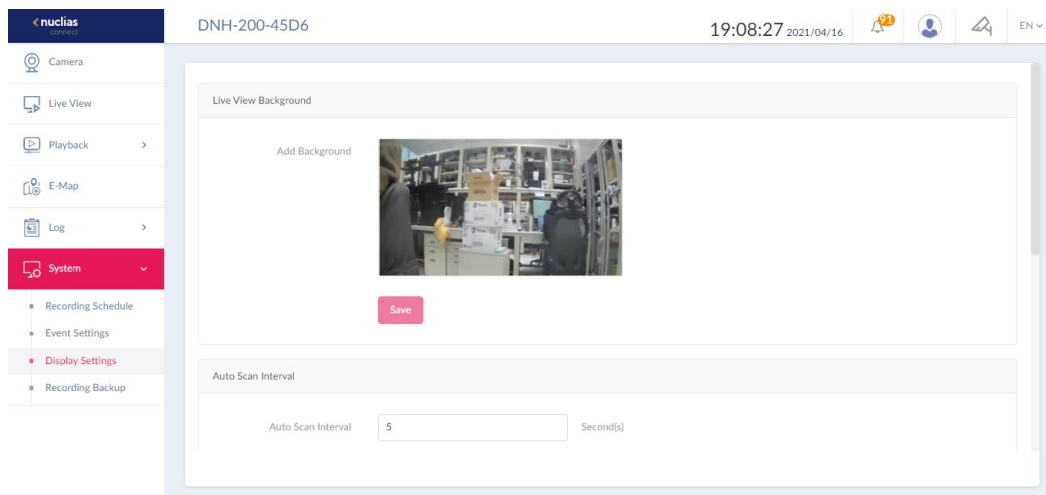 nuclias
connect
DNH-200-45D6
19:08:27 2021/04/16
91
EN
Camera
Live View
Playback
E-Map
Log
System
Recording Schedule
Event Settings
Display Settings
Recording Backup
Live View Background
Add Background
Save
Auto Scan Interval
Auto Scan Interval
5
Second(s)